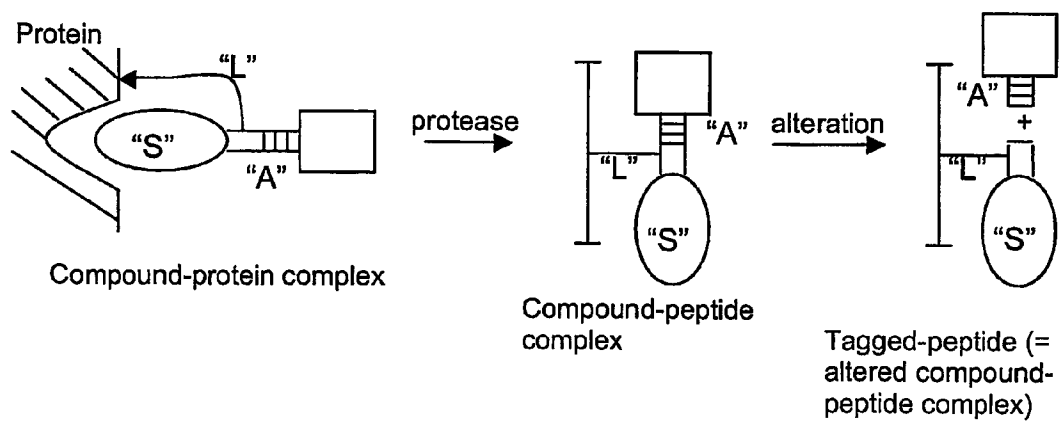 Protein
“L”
“S”
“A”
Compound-protein complex
protease
“A”
“L”
“S”
Compound-peptide
complex
alteration
“A”
+
“L”
“S”
Tagged-peptide (=
altered compound-
peptide complex)